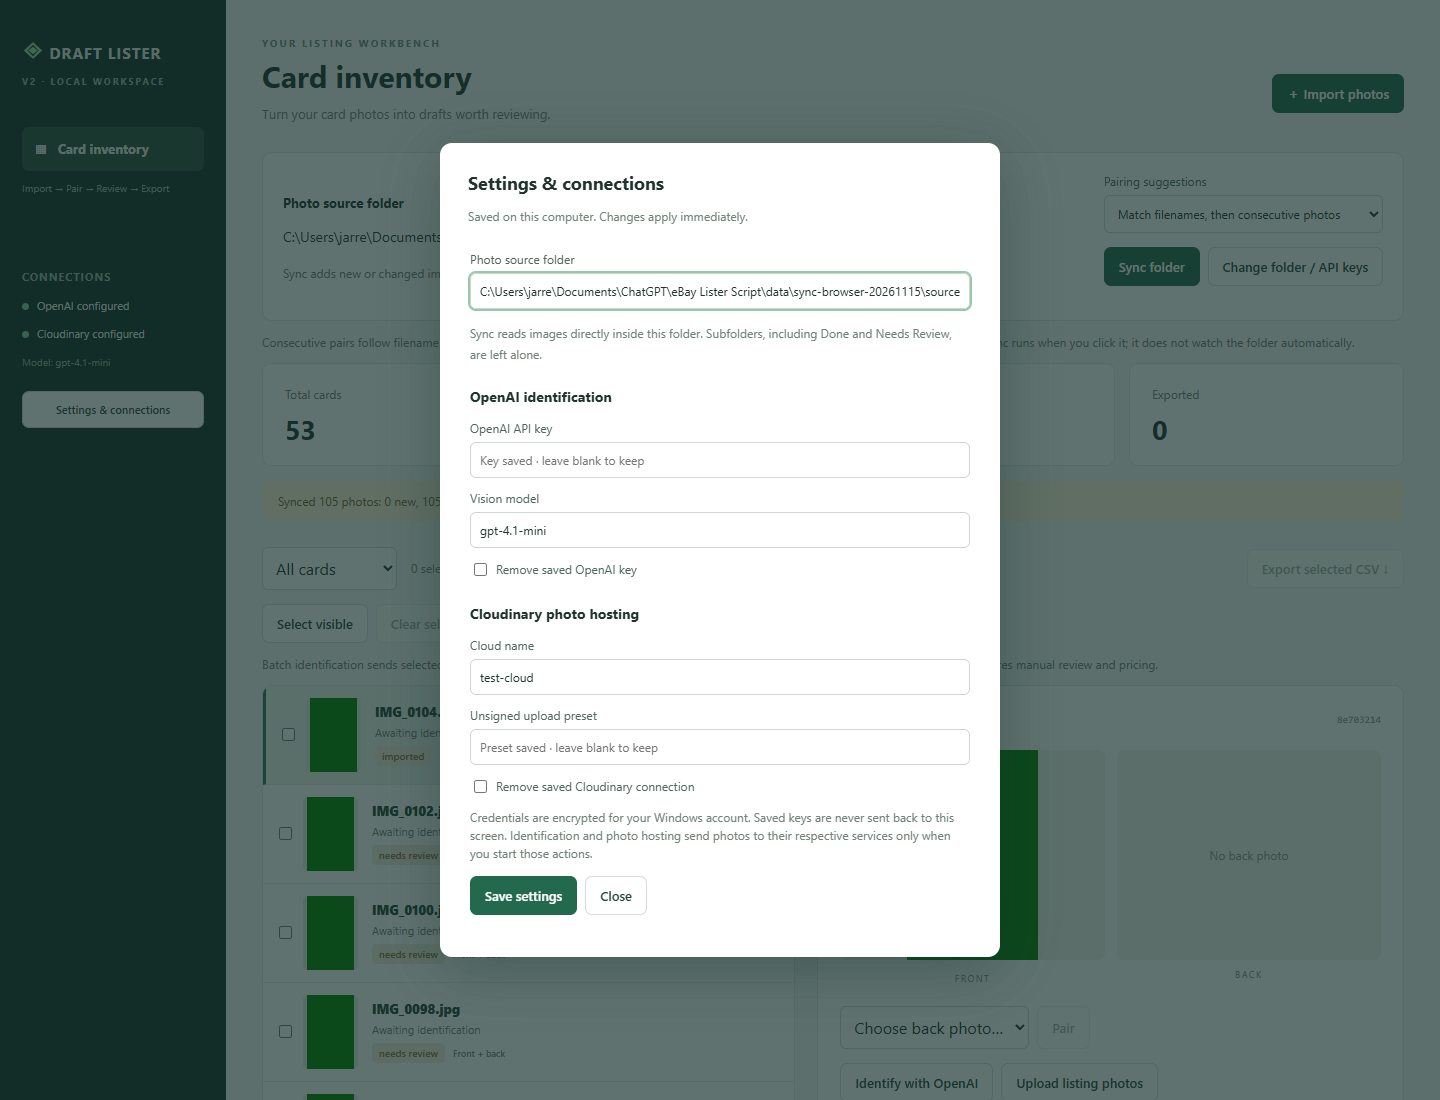 DRAFT LISTER
V2 · LOCAL WORKSPACE
Card inventory
Import → Pair → Review → Export
CONNECTIONS
OpenAI configured
Cloudinary configured
Model: gpt-4.1-mini
Settings & connections
YOUR LISTING WORKBENCH
Card inventory
Turn your card photos into drafts worth reviewing.
+ Import photos
Photo source folder
C:\Users\jarre\Documents
Sync adds new or changed im
Pairing suggestions
Match filenames, then consecutive photos
Sync folder
Change folder / API keys
Consecutive pairs follow filename
runs when you click it; it does not watch the folder automatically.
Total cards
53
Exported
0
Synced 105 photos: 0 new, 105
All cards
0 sele
Export selected CSV ↓
Select visible
Clear sel
Batch identification sends selected
manual review and pricing.
IMG_0104.
Awaiting iden
imported
IMG_0102.j
Awaiting iden
needs review
IMG_0100.j
Awaiting iden
needs review
IMG_0098.jpg
Awaiting identification
needs review
Front + back
8e703214
No back photo
FRONT
BACK
Choose back photo...
Pair
Identify with OpenAI
Upload listing photos
Settings & connections
Saved on this computer. Changes apply immediately.
Photo source folder
C:\Users\jarre\Documents\ChatGPT\eBay Lister Script\data\sync-browser-20261115\source
Sync reads images directly inside this folder. Subfolders, including Done and Needs Review,
are left alone.
OpenAI identification
OpenAI API key
Key saved · leave blank to keep
Vision model
gpt-4.1-mini
Remove saved OpenAI key
Cloudinary photo hosting
Cloud name
test-cloud
Unsigned upload preset
Preset saved · leave blank to keep
Remove saved Cloudinary connection
Credentials are encrypted for your Windows account. Saved keys are never sent back to this
screen. Identification and photo hosting send photos to their respective services only when
you start those actions.
Save settings
Close